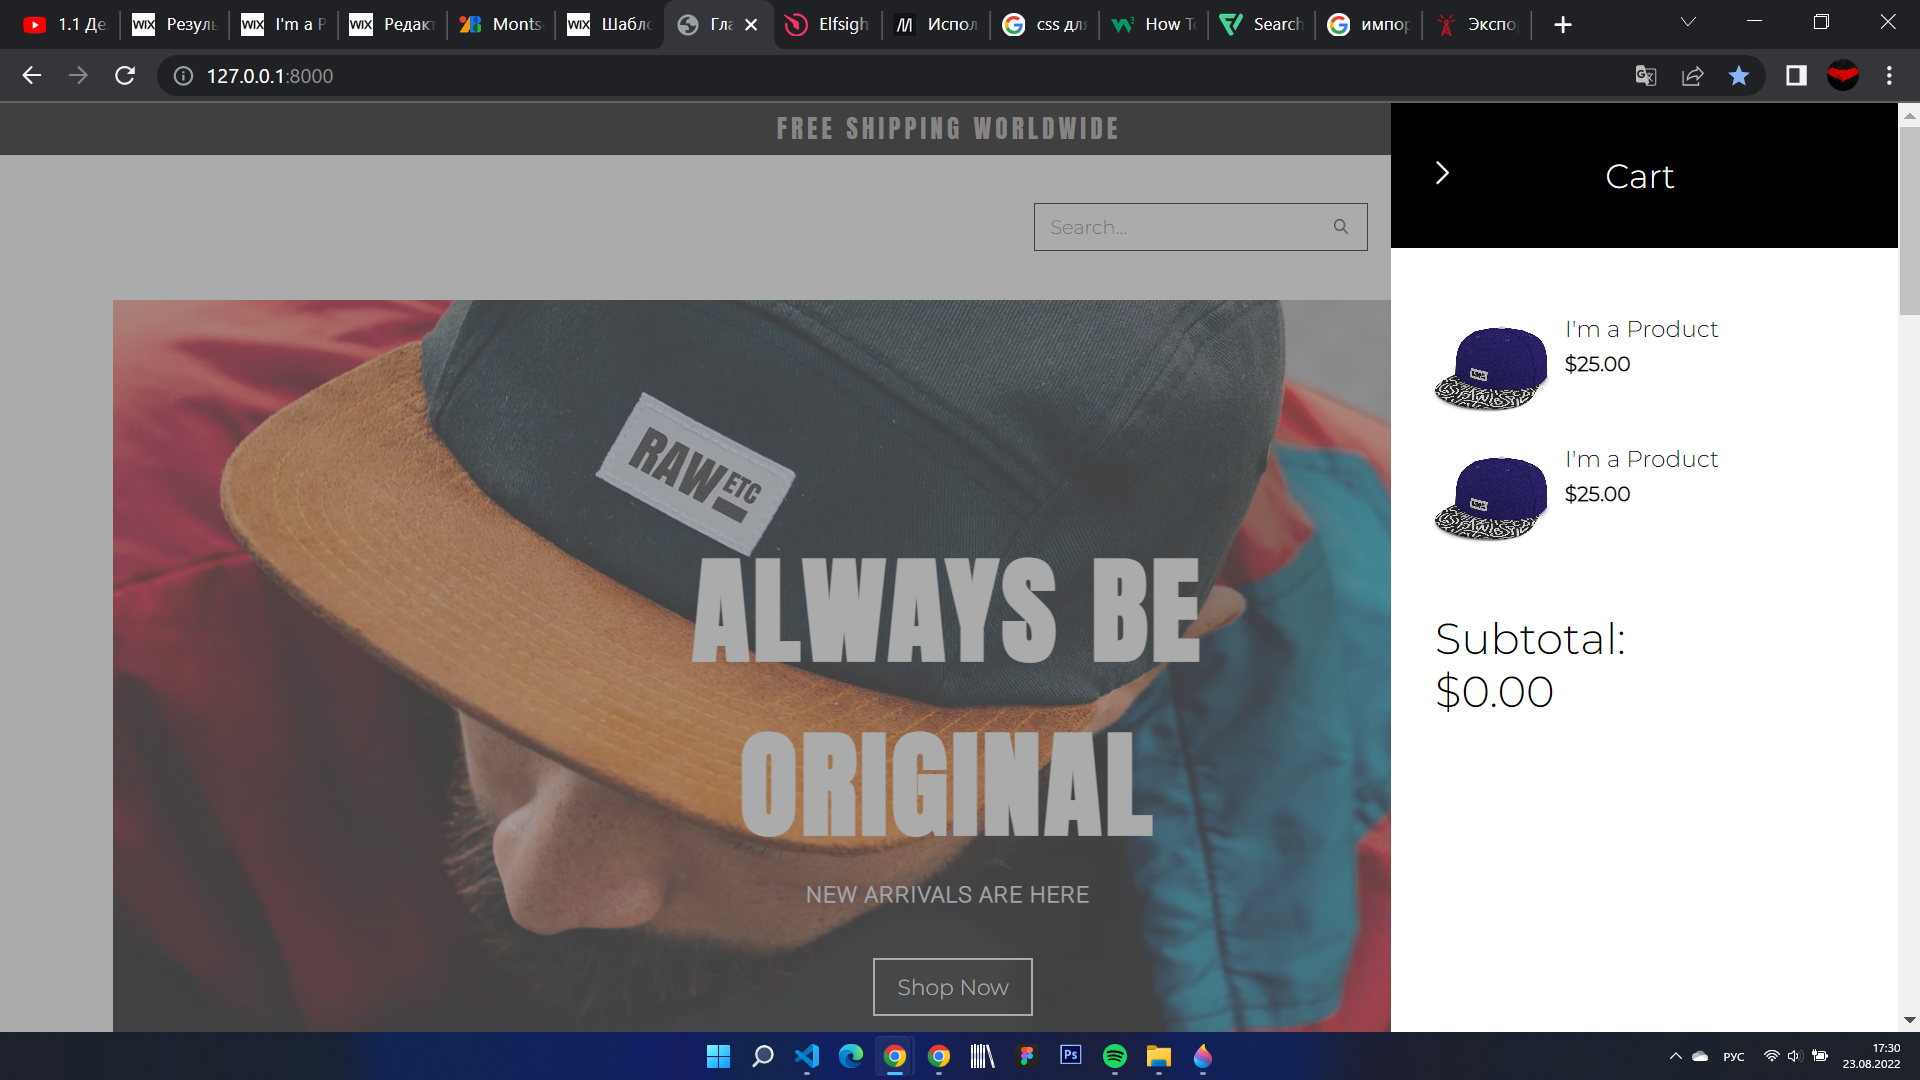 1.1 Де
Резуль
I'm a P
Редакт
Monts
Шабло
Гла
Elfsigh
Испол
css для
How To
Search
импор
Экспо
127.0.0.1:8000
FREE SHIPPING WORLDWIDE
Search...
Cart
I'm a Product
$25.00
I'm a Product
$25.00
Subtotal:
$0.00
RAW ETC
ALWAYS BE
ORIGINAL
NEW ARRIVALS ARE HERE
Shop Now
РУС
17:30
23.08.2022